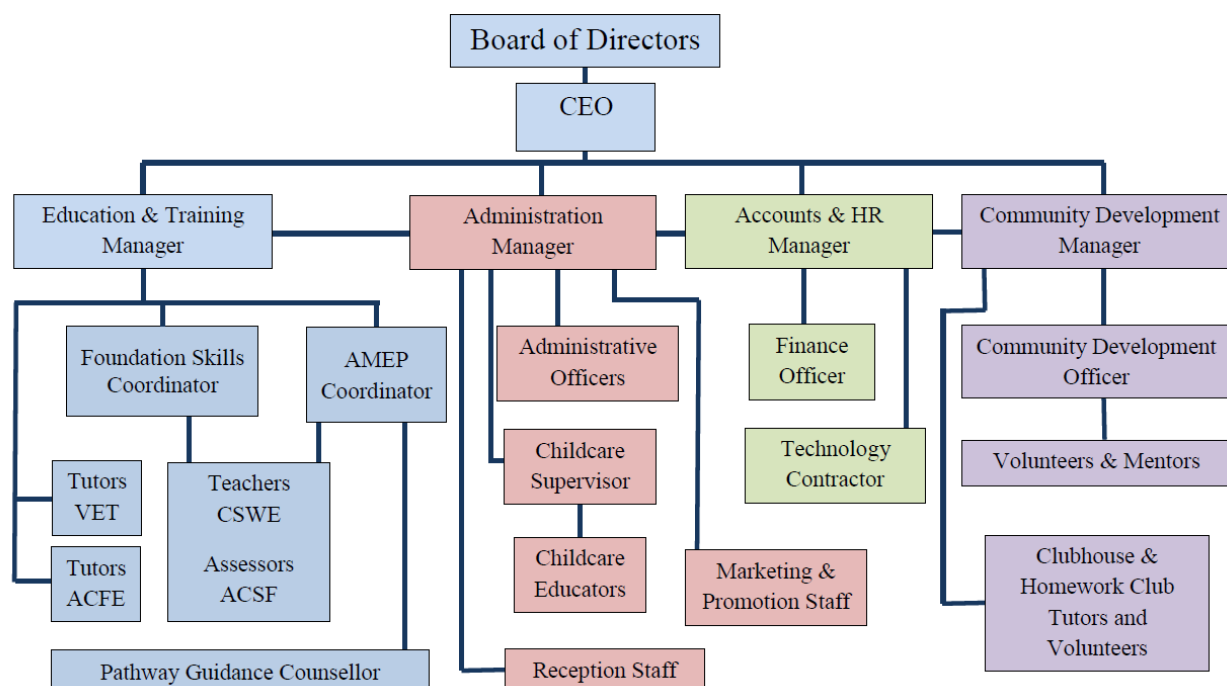 Board of Directors
CEO
Education & Training
Manager
Administration
Manager
Accounts & HR
Manager
Community Development
Manager
Foundation Skills
Coordinator
AMEP
Coordinator
Administrative
Officers
Finance
Officer
Community Development
Officer
Tutors
VET
Teachers
CSWE
Assessors
ACSF
Childcare
Supervisor
Technology
Contractor
Volunteers & Mentors
Tutors
ACFE
Childcare
Educators
Marketing &
Promotion Staff
Clubhouse &
Homework Club
Tutors and
Volunteers
Pathway Guidance Counsellor
Reception Staff